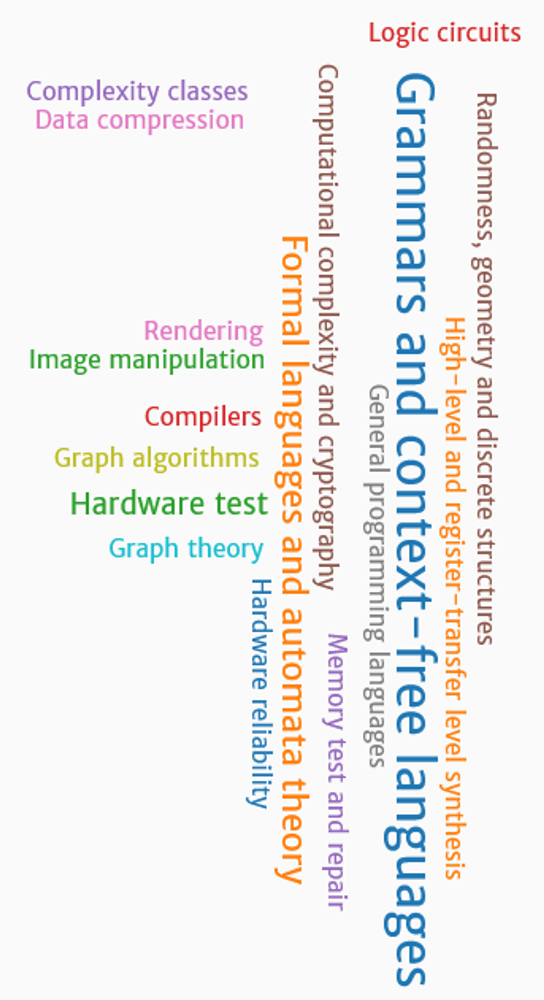 Logic circuits
Complexity classes
Data compression
Computational complexity and cryptography
Grammars and context-free languages
Randomness, geometry and discrete structures
Formal languages and automata theory
Rendering
Image manipulation
High-level and register-transfer level synthesis
General programming languages
Compilers
Graph algorithms
Hardware test
Graph theory
Hardware reliability
Memory test and repair